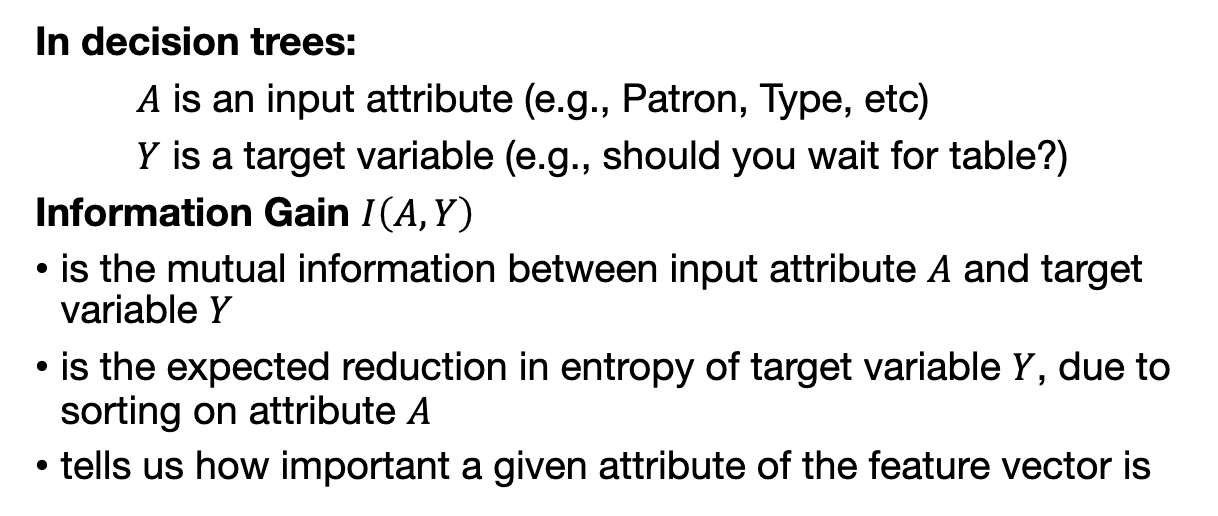 In decision trees:
A is an input attribute (e.g., Patron, Type, etc)
Y is a target variable (e.g., should you wait for table?)
Information Gain I(A,Y)
• is the mutual information between input attribute A and target
variable Y
• is the expected reduction in entropy of target variable Y, due to
sorting on attribute A
• tells us how important a given attribute of the feature vector is